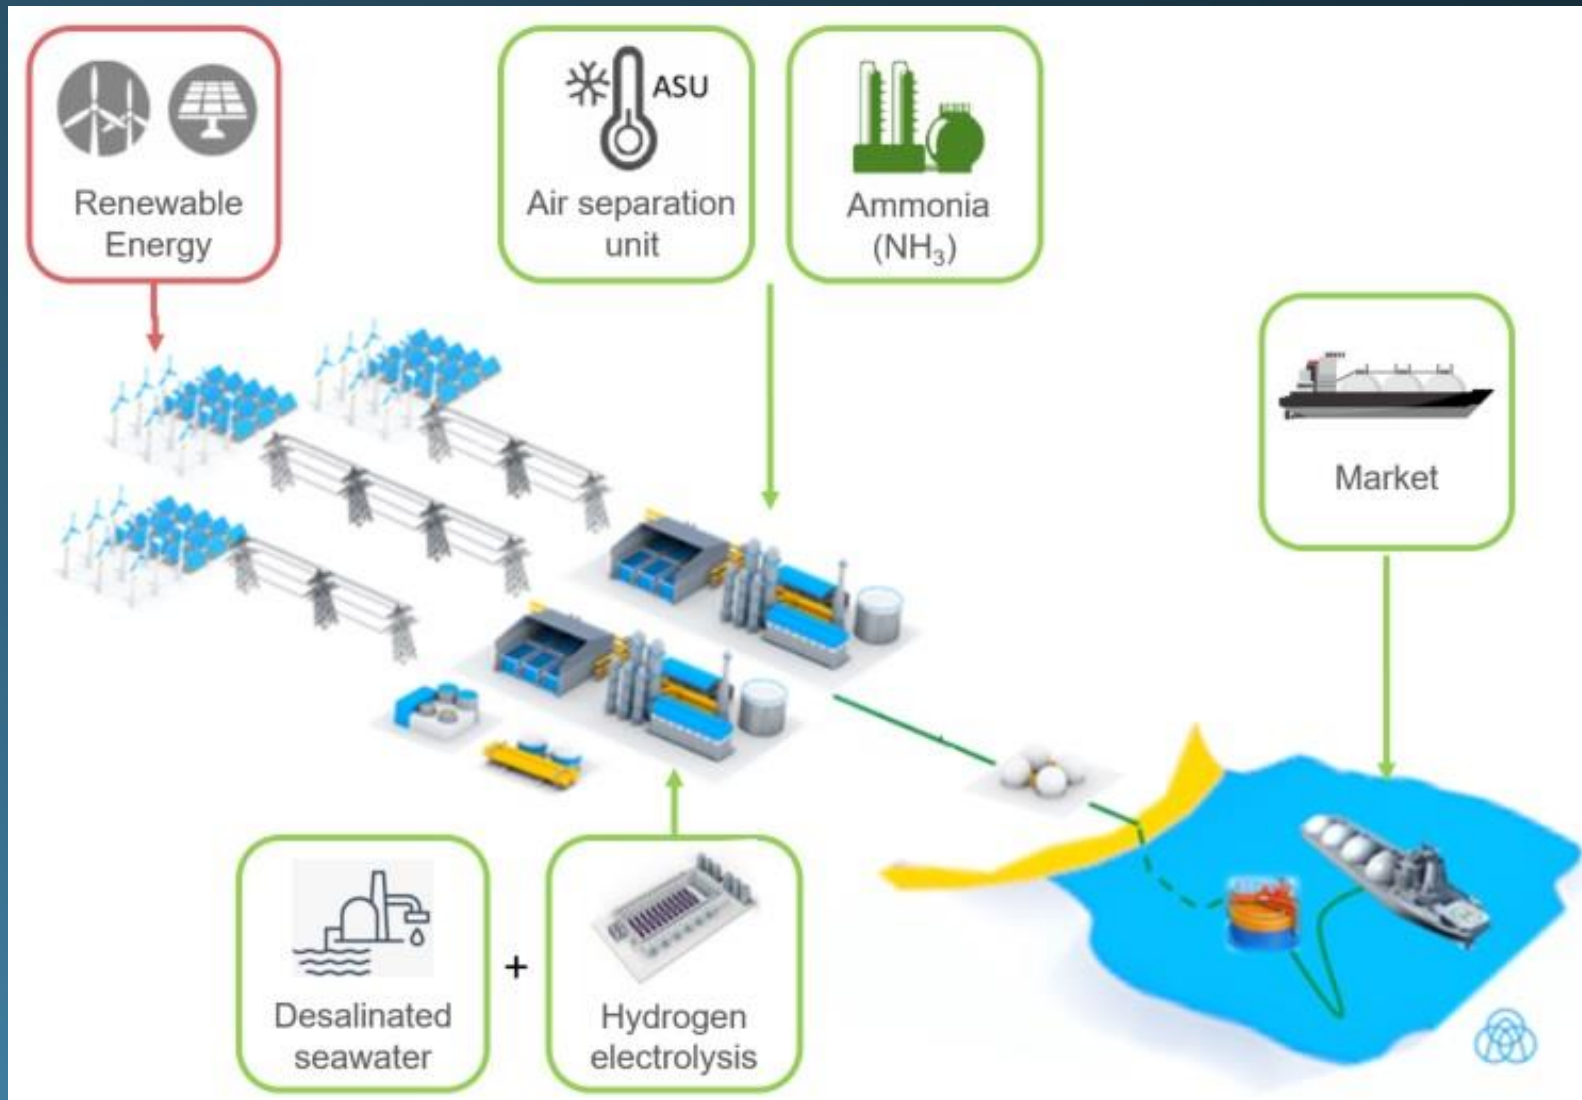 Renewable
Energy
ASU
Air separation
unit
Ammonia
(NH₃)
Market
Desalinated
seawater
+
Hydrogen
electrolysis